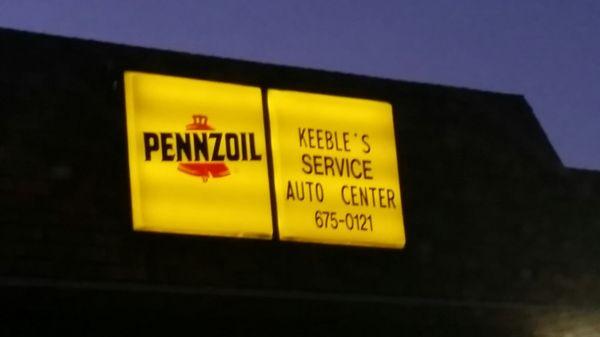 PENNZOIL
KEEBLE'S
SERVICE
AUTO CENTER
675-0121